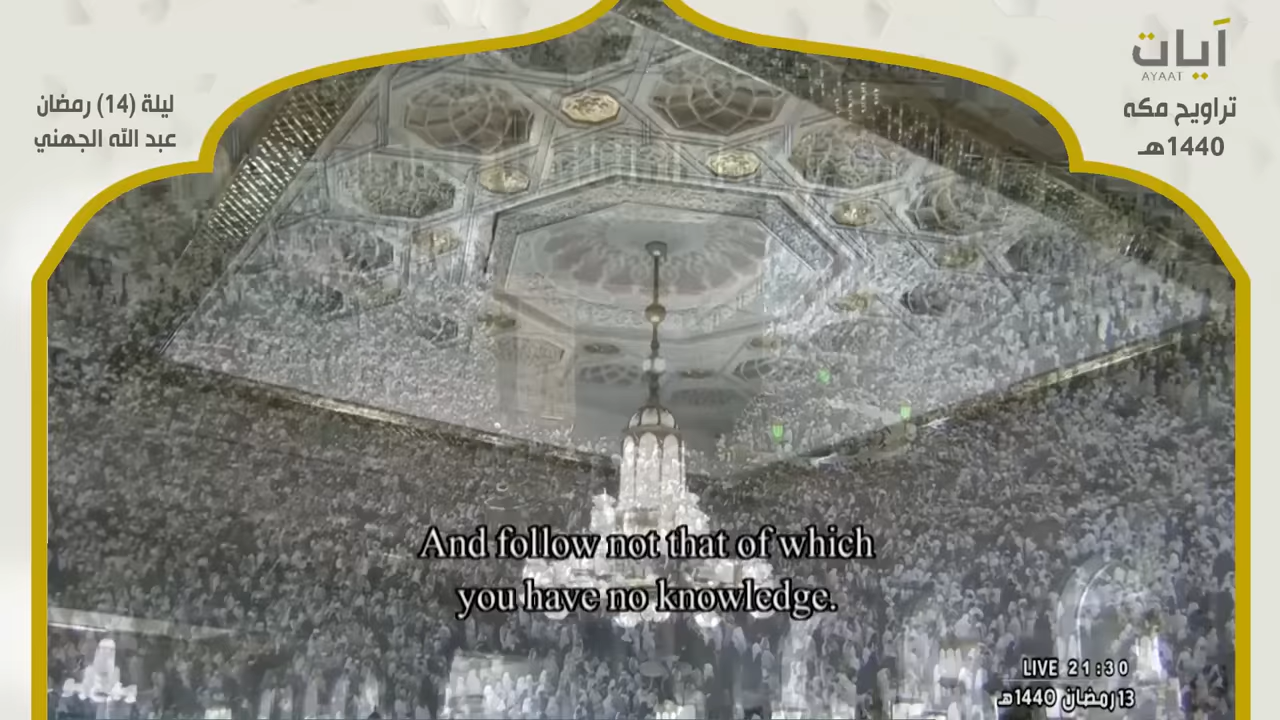 آيات
AYAAT
تراويح مكه
1440هـ
ليلة (14) رمضان
عبد الله الجهني
And follow not that of which
you have no knowledge.
LIVE 21:30
13 رمضان 1440هـ